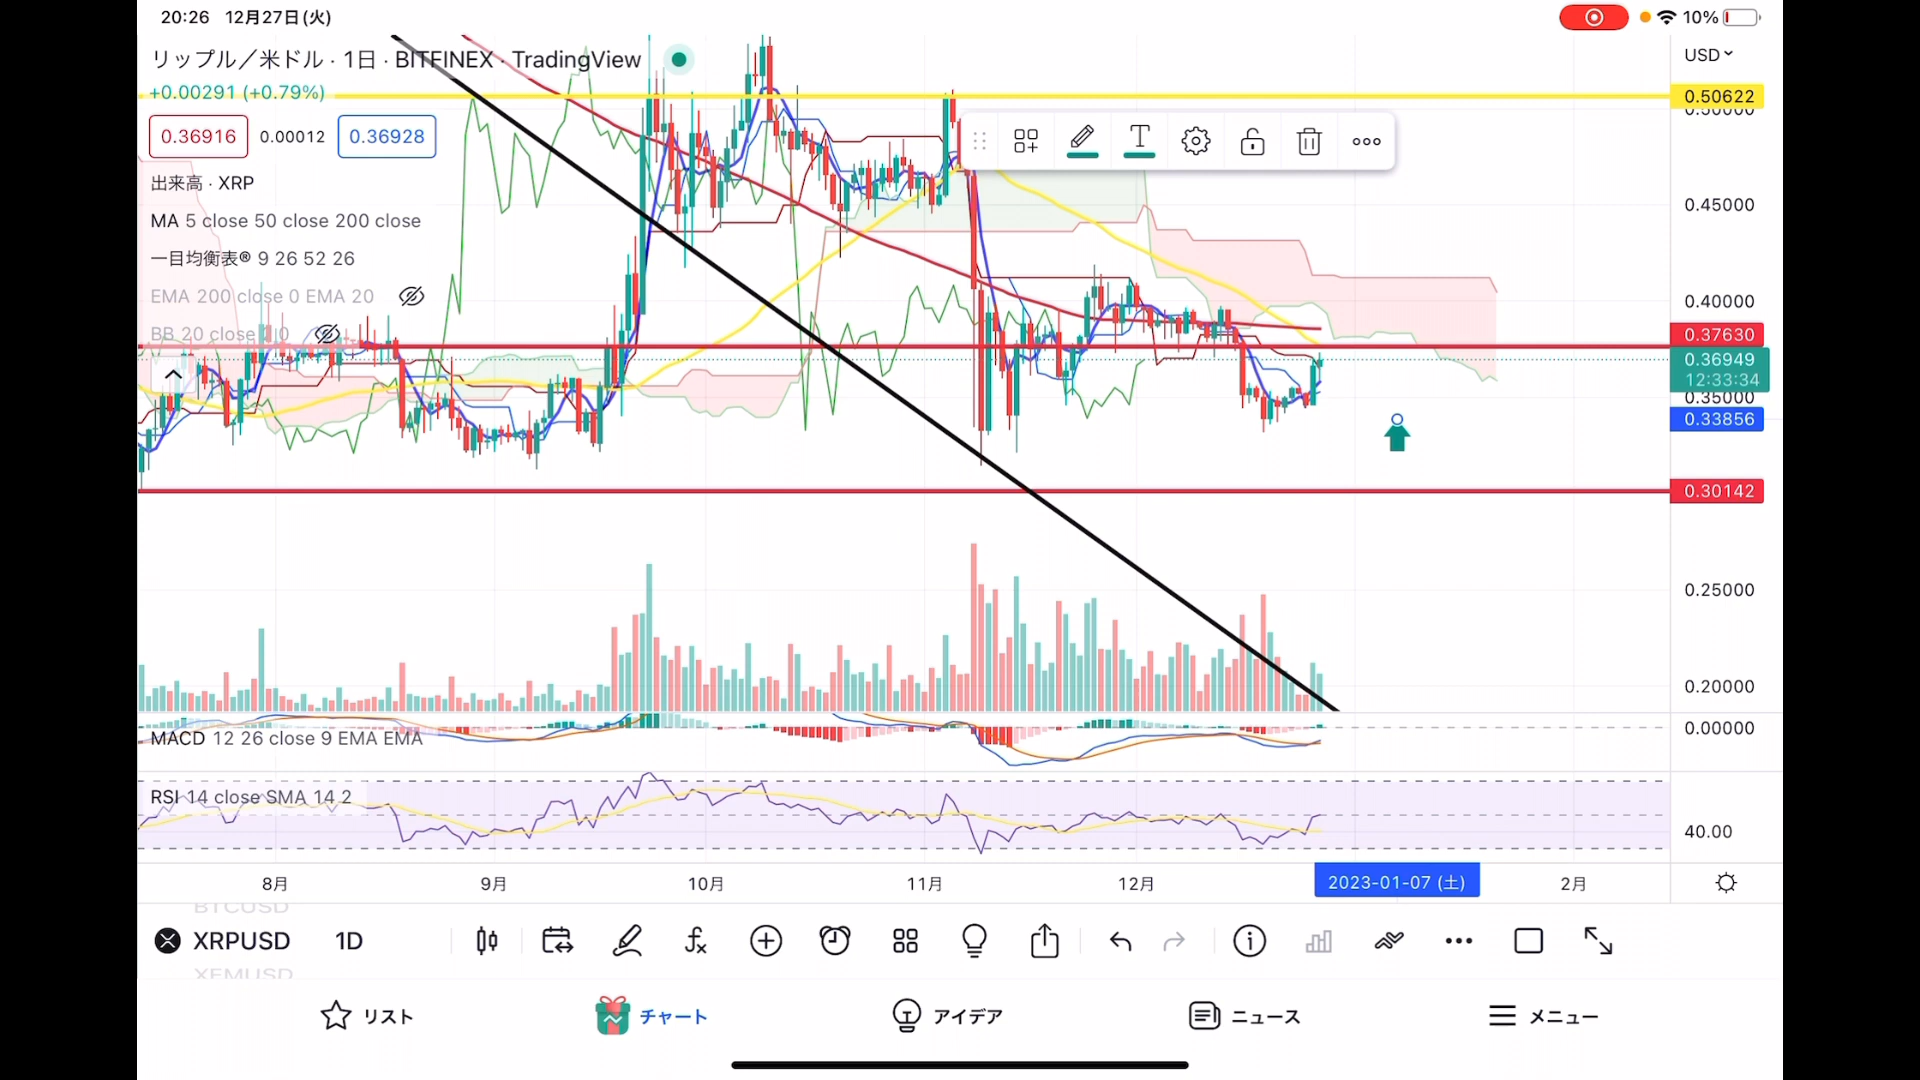 20:26 12月27日(火)
10%
リップル／米ドル · 1日 · BITFINEX · TradingView
USD
+0.00291 (+0.79%)
0.50622
0.50000
0.36916 0.00012 0.36928
出来高 · XRP
0.45000
MA 5 close 50 close 200 close
一目均衡表® 9 26 52 26
EMA 200 close 0 EMA 20
0.40000
BB 20 close
0.37630
0.36949
12:33:34
0.35000
0.33856
0.30142
0.25000
0.20000
0.00000
MACD 12 26 close 9 EMA EMA
RSI 14 close SMA 14 2
40.00
8月 9月 10月 11月 12月 2023-01-07 (土) 2月
BTCUSD
XRPUSD 1D
XEMUSD
リスト チャート アイデア ニュース メニュー